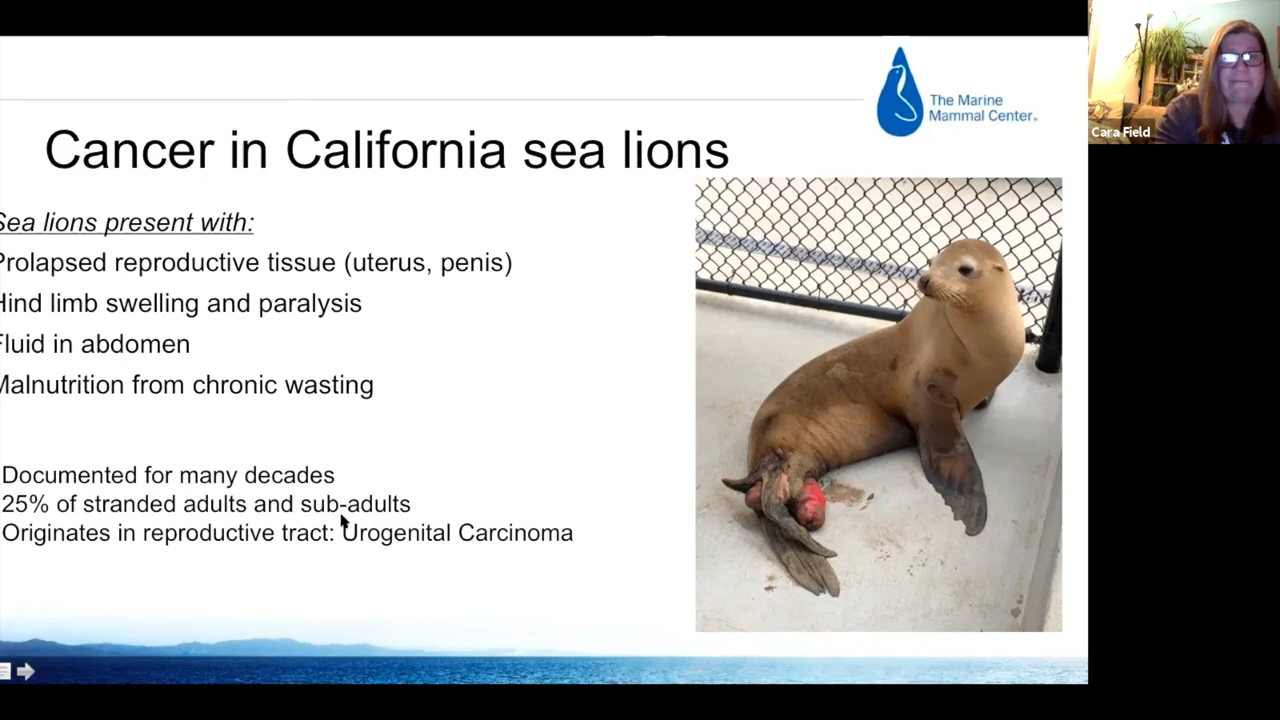 The Marine
Mammal Center®
Cara Field
Cancer in California sea lions
Sea lions present with:
Prolapsed reproductive tissue (uterus, penis)
Hind limb swelling and paralysis
Fluid in abdomen
Malnutrition from chronic wasting
Documented for many decades
25% of stranded adults and sub-adults
Originates in reproductive tract: Urogenital Carcinoma